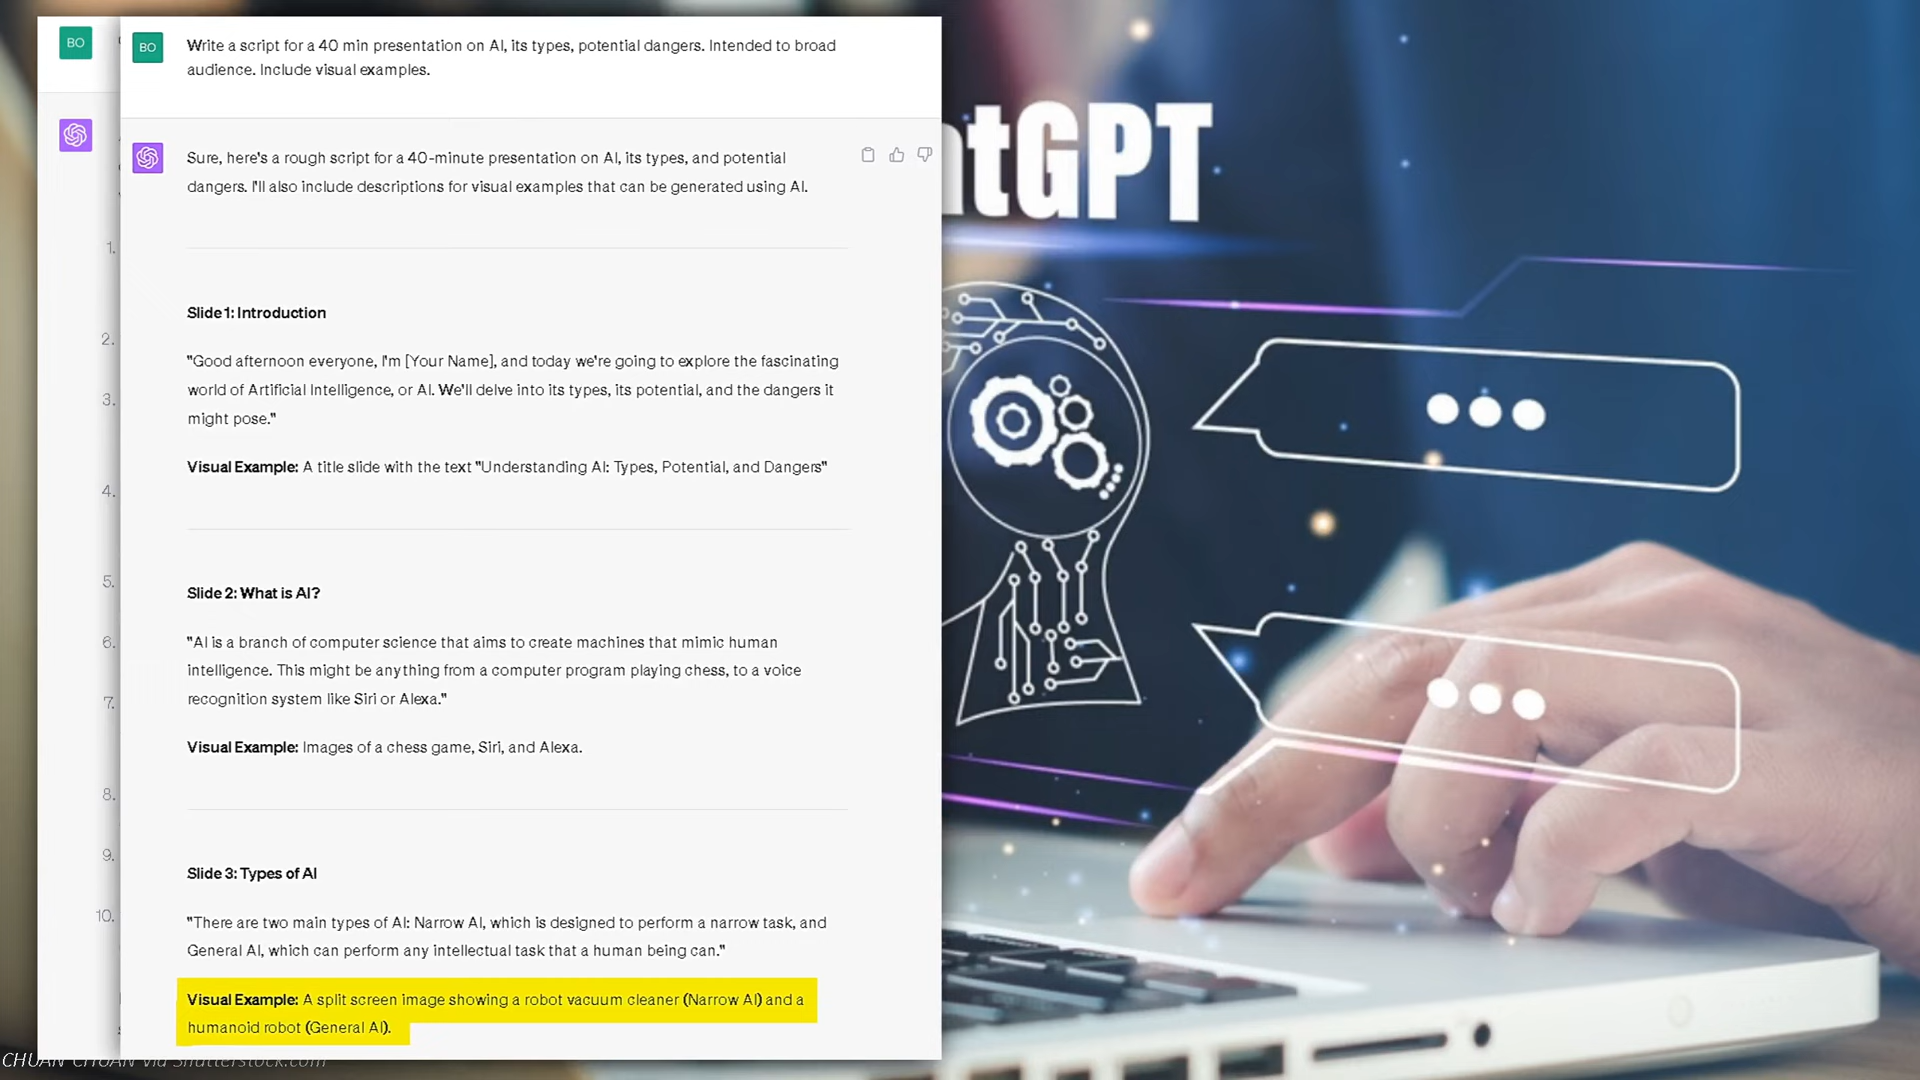 BO
BO
Write a script for a 40 min presentation on AI, its types, potential dangers. Intended to broad
audience. Include visual examples.
Sure, here's a rough script for a 40-minute presentation on AI, its types, and potential
dangers. I'll also include descriptions for visual examples that can be generated using AI.
Slide 1: Introduction
"Good afternoon everyone, I'm [Your Name], and today we're going to explore the fascinating
world of Artificial Intelligence, or AI. We'll delve into its types, its potential, and the dangers it
might pose."
Visual Example: A title slide with the text "Understanding AI: Types, Potential, and Dangers"
Slide 2: What is AI?
"AI is a branch of computer science that aims to create machines that mimic human
intelligence. This might be anything from a computer program playing chess, to a voice
recognition system like Siri or Alexa."
Visual Example: Images of a chess game, Siri, and Alexa.
Slide 3: Types of AI
"There are two main types of AI: Narrow AI, which is designed to perform a narrow task, and
General AI, which can perform any intellectual task that a human being can."
Visual Example: A split screen image showing a robot vacuum cleaner (Narrow AI) and a
humanoid robot (General AI).
1.
2.
3.
4.
5.
6.
7.
8.
9.
10.
atGPT
CHUAN CHUAN via Shutterstock.com